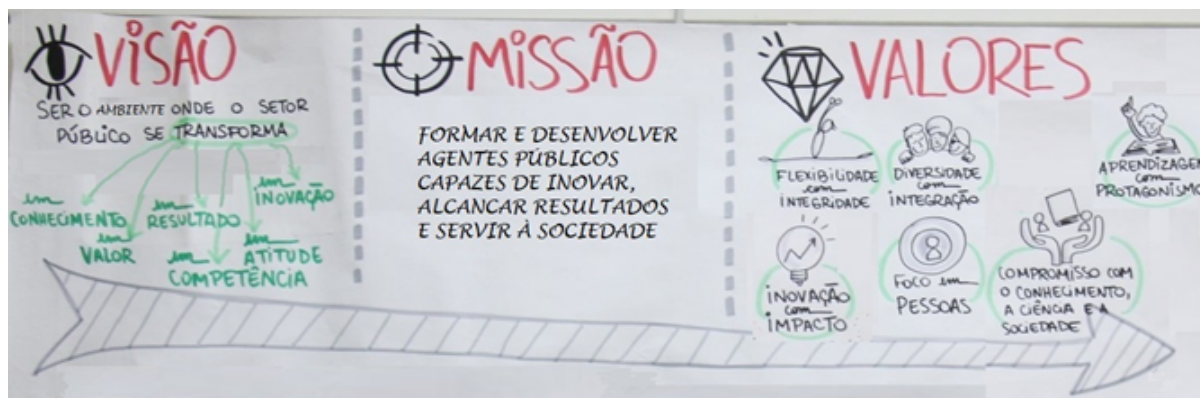 VISÃO
SER O AMBIENTE ONDE O SETOR
PÚBLICO SE TRANSFORMA
em
CONHECIMENTO
em
VALOR
em
RESULTADO
em
COMPETÊNCIA
em
ATITUDE
em
INOVAÇÃO
MISSÃO
FORMAR E DESENVOLVER
AGENTES PÚBLICOS
CAPAZES DE INOVAR,
ALCANCAR RESULTADOS
E SERVIR À SOCIEDADE
VALORES
FLEXIBILIDADE
com
INTEGRIDADE
DIVERSIDADE
com
INTEGRAÇÃO
APRENDIZAGEM
com
PROTAGONISMO
INOVAÇÃO
com
IMPACTO
FOCO em
PESSOAS
COMPROMISSO COM
O CONHECIMENTO,
A CIÊNCIA E A
SOCIEDADE